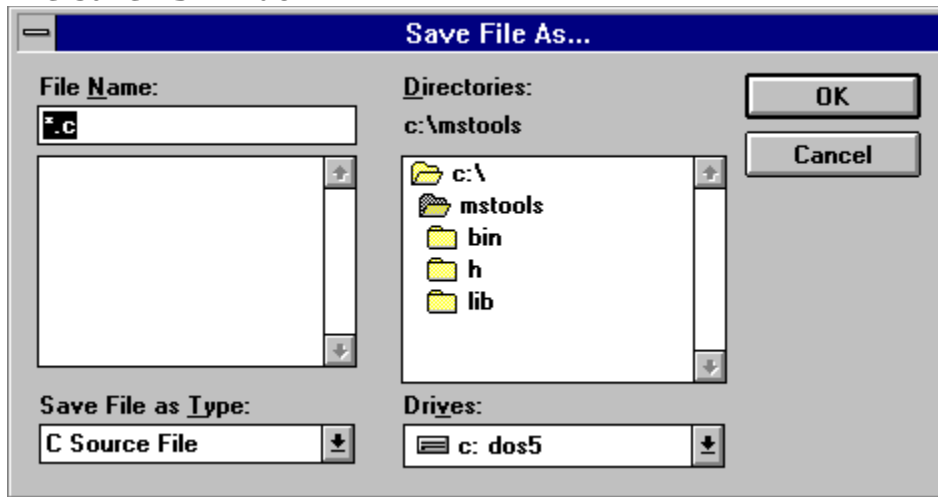 Save File As...
File Name:
*.c
Directories:
c:\mstools
OK
Cancel
c:\
mstools
bin
h
lib
Save File as Type:
C Source File
Drives:
c: dos5